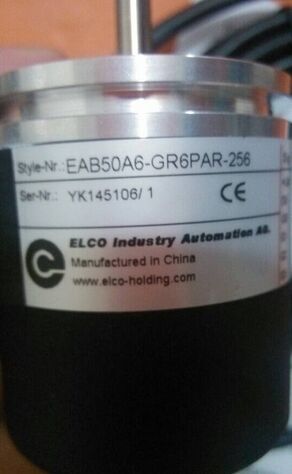 Style-Nr.: EAB50A6-GR6PAR-256
Ser-Nr.: YK145106/ 1
CE
ELCO Industry Automation AG.
Manufactured in China
www.elco-holding.com